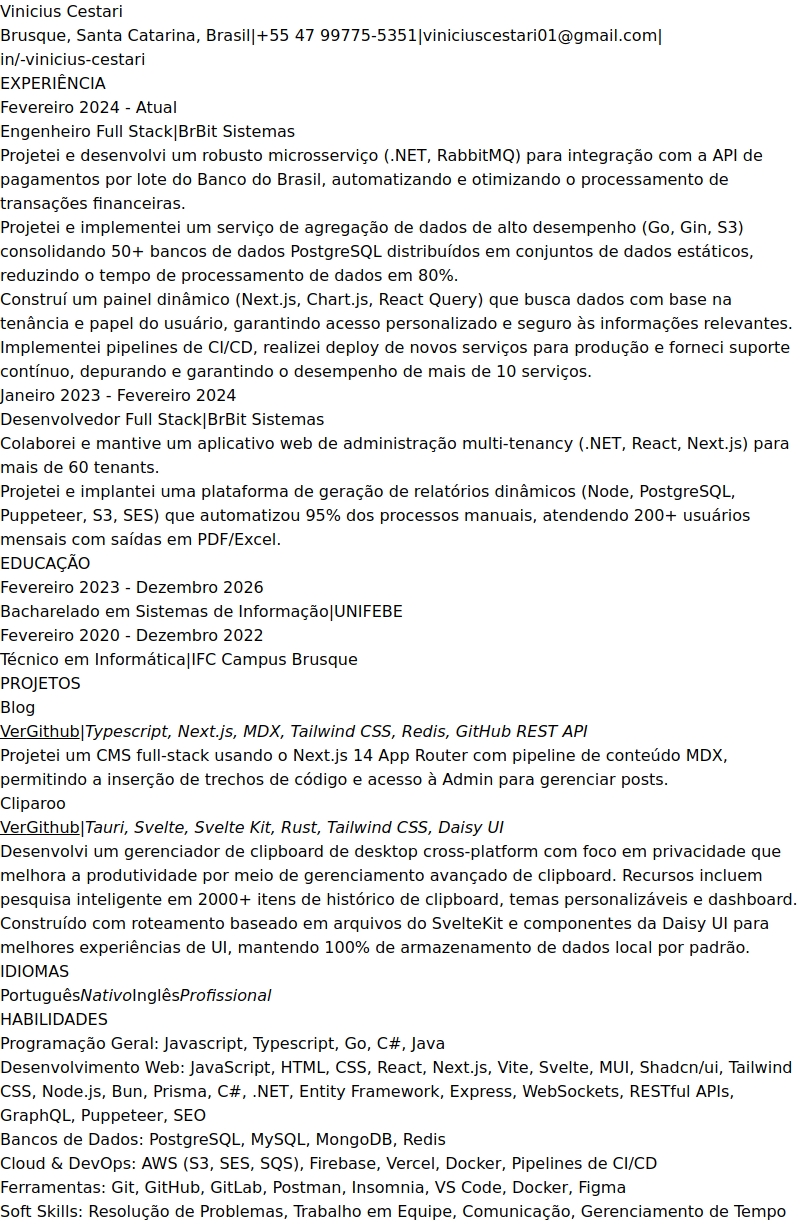 Vinicius Cestari
Brusque, Santa Catarina, Brasil|+55 47 99775-5351|viniciuscestari01@gmail.com|
in/-vinicius-cestari
EXPERIÊNCIA
Fevereiro 2024 - Atual
Engenheiro Full Stack|BrBit Sistemas
Projetei e desenvolvi um robusto microsserviço (.NET, RabbitMQ) para integração com a API de
pagamentos por lote do Banco do Brasil, automatizando e otimizando o processamento de
transações financeiras.
Projetei e implementei um serviço de agregação de dados de alto desempenho (Go, Gin, S3)
consolidando 50+ bancos de dados PostgreSQL distribuídos em conjuntos de dados estáticos,
reduzindo o tempo de processamento de dados em 80%.
Construí um painel dinâmico (Next.js, Chart.js, React Query) que busca dados com base na
tenância e papel do usuário, garantindo acesso personalizado e seguro às informações relevantes.
Implementei pipelines de CI/CD, realizei deploy de novos serviços para produção e forneci suporte
contínuo, depurando e garantindo o desempenho de mais de 10 serviços.
Janeiro 2023 - Fevereiro 2024
Desenvolvedor Full Stack|BrBit Sistemas
Colaborei e mantive um aplicativo web de administração multi-tenancy (.NET, React, Next.js) para
mais de 60 tenants.
Projetei e implantei uma plataforma de geração de relatórios dinâmicos (Node, PostgreSQL,
Puppeteer, S3, SES) que automatizou 95% dos processos manuais, atendendo 200+ usuários
mensais com saídas em PDF/Excel.
EDUCAÇÃO
Fevereiro 2023 - Dezembro 2026
Bacharelado em Sistemas de Informação|UNIFEBE
Fevereiro 2020 - Dezembro 2022
Técnico em Informática|IFC Campus Brusque
PROJETOS
Blog
VerGithub|Typescript, Next.js, MDX, Tailwind CSS, Redis, GitHub REST API
Projetei um CMS full-stack usando o Next.js 14 App Router com pipeline de conteúdo MDX,
permitindo a inserção de trechos de código e acesso à Admin para gerenciar posts.
Cliparoo
VerGithub|Tauri, Svelte, Svelte Kit, Rust, Tailwind CSS, Daisy UI
Desenvolvi um gerenciador de clipboard de desktop cross-platform com foco em privacidade que
melhora a produtividade por meio de gerenciamento avançado de clipboard. Recursos incluem
pesquisa inteligente em 2000+ itens de histórico de clipboard, temas personalizáveis e dashboard.
Construído com roteamento baseado em arquivos do SvelteKit e componentes da Daisy UI para
melhores experiências de UI, mantendo 100% de armazenamento de dados local por padrão.
IDIOMAS
PortuguêsNativoInglêsProfissional
HABILIDADES
Programação Geral: Javascript, Typescript, Go, C#, Java
Desenvolvimento Web: JavaScript, HTML, CSS, React, Next.js, Vite, Svelte, MUI, Shadcn/ui, Tailwind
CSS, Node.js, Bun, Prisma, C#, .NET, Entity Framework, Express, WebSockets, RESTful APIs,
GraphQL, Puppeteer, SEO
Bancos de Dados: PostgreSQL, MySQL, MongoDB, Redis
Cloud & DevOps: AWS (S3, SES, SQS), Firebase, Vercel, Docker, Pipelines de CI/CD
Ferramentas: Git, GitHub, GitLab, Postman, Insomnia, VS Code, Docker, Figma
Soft Skills: Resolução de Problemas, Trabalho em Equipe, Comunicação, Gerenciamento de Tempo